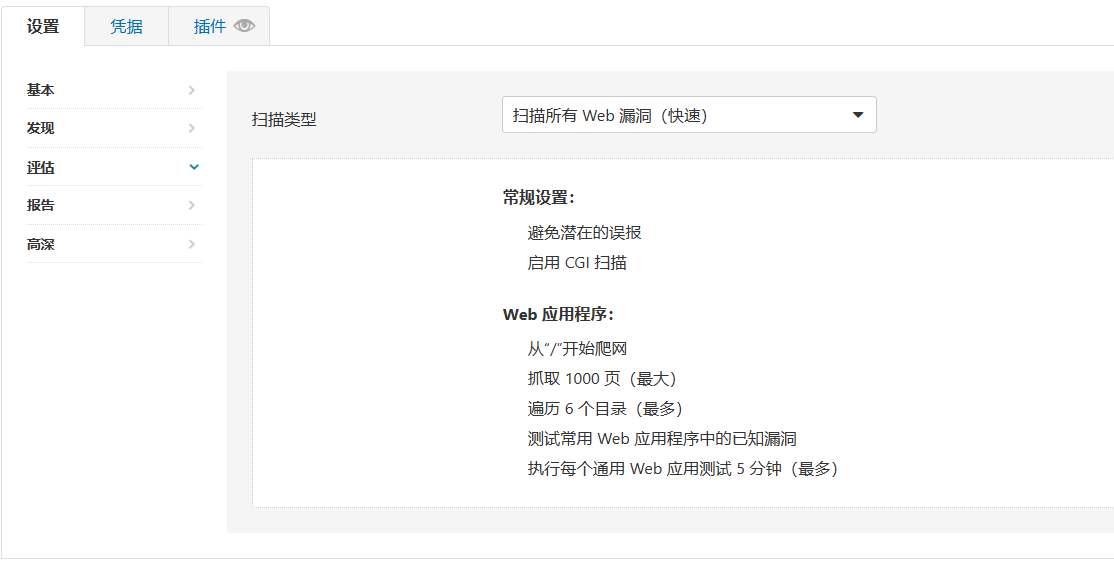 设置 凭据 插件
基本
发现
评估
报告
高深
扫描类型 扫描所有 Web 漏洞（快速）
常规设置：
避免潜在的误报
启用 CGI 扫描
Web 应用程序：
从“/”开始爬网
抓取 1000 页（最大）
遍历 6 个目录（最多）
测试常用 Web 应用程序中的已知漏洞
执行每个通用 Web 应用测试 5 分钟（最多）